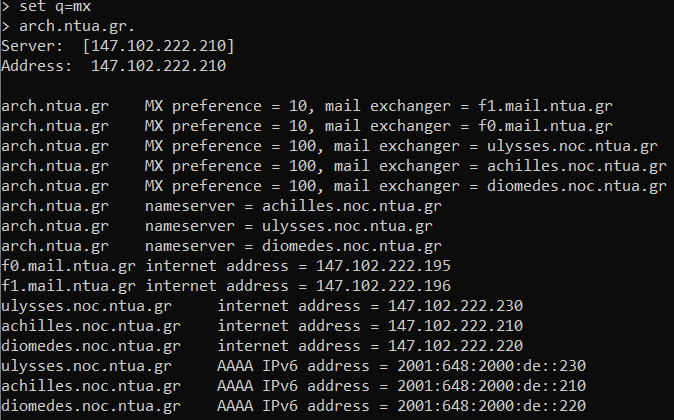 > set q=mx
> arch.ntua.gr.
Server:  [147.102.222.210]
Address:  147.102.222.210
arch.ntua.gr    MX preference = 10, mail exchanger = f1.mail.ntua.gr
arch.ntua.gr    MX preference = 10, mail exchanger = f0.mail.ntua.gr
arch.ntua.gr    MX preference = 100, mail exchanger = ulysses.noc.ntua.gr
arch.ntua.gr    MX preference = 100, mail exchanger = achilles.noc.ntua.gr
arch.ntua.gr    MX preference = 100, mail exchanger = diomedes.noc.ntua.gr
arch.ntua.gr    nameserver = achilles.noc.ntua.gr
arch.ntua.gr    nameserver = ulysses.noc.ntua.gr
arch.ntua.gr    nameserver = diomedes.noc.ntua.gr
f0.mail.ntua.gr internet address = 147.102.222.195
f1.mail.ntua.gr internet address = 147.102.222.196
ulysses.noc.ntua.gr     internet address = 147.102.222.230
achilles.noc.ntua.gr    internet address = 147.102.222.210
diomedes.noc.ntua.gr    internet address = 147.102.222.220
ulysses.noc.ntua.gr     AAAA IPv6 address = 2001:648:2000:de::230
achilles.noc.ntua.gr    AAAA IPv6 address = 2001:648:2000:de::210
diomedes.noc.ntua.gr    AAAA IPv6 address = 2001:648:2000:de::220